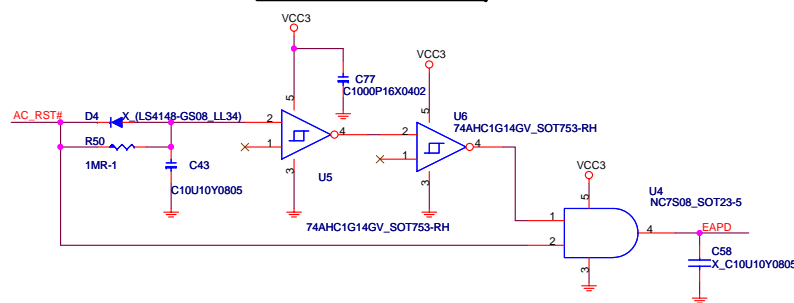 VCC3
VCC3
C77
C1000P16X0402
AC_RST#
D4
X_(LS4148-GS08_LL34)
5
2
4
1
3
U5
U6
74AHC1G14GV_SOT753-RH
5
2
4
1
3
R50
1MR-1
C43
C10U10Y0805
74AHC1G14GV_SOT753-RH
VCC3
U4
NC7S08_SOT23-5
5
1
2
4
3
EAPD
C58
X_C10U10Y0805